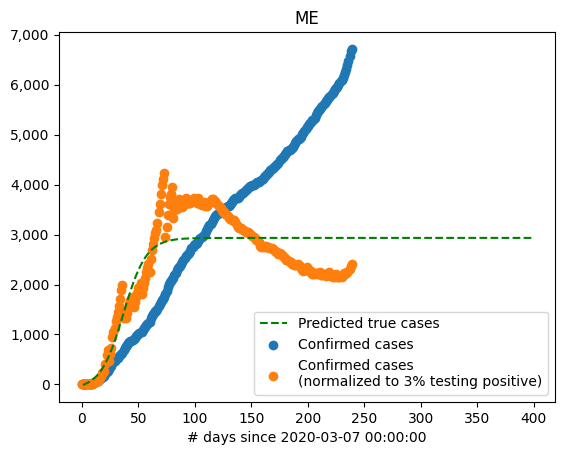 ME
7,000
6,000
5,000
4,000
3,000
2,000
1,000
0
Predicted true cases
Confirmed cases
Confirmed cases
(normalized to 3% testing positive)
0 50 100 150 200 250 300 350 400
# days since 2020-03-07 00:00:00